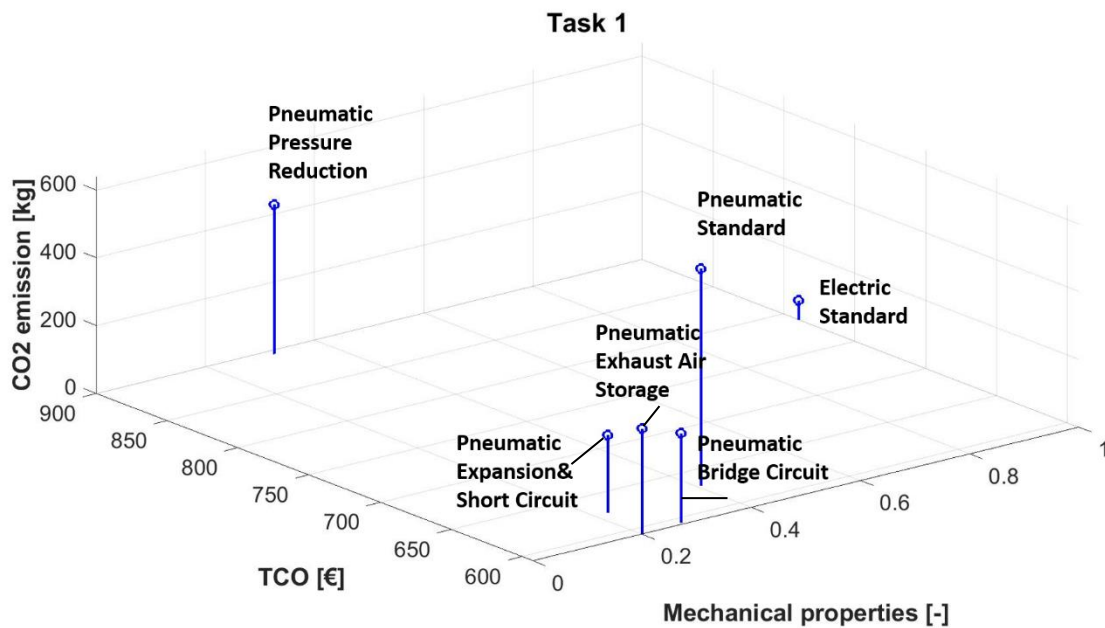 Task 1
Pneumatic
Pressure
Reduction
Pneumatic
Standard
Electric
Standard
Pneumatic
Exhaust Air
Storage
Pneumatic
Expansion&
Short Circuit
Pneumatic
Bridge Circuit
CO2 emission [kg]
600
400
200
0
900
850
800
750
700
650
600
TCO [€]
0
0.2
0.4
0.6
0.8
1
Mechanical properties [-]